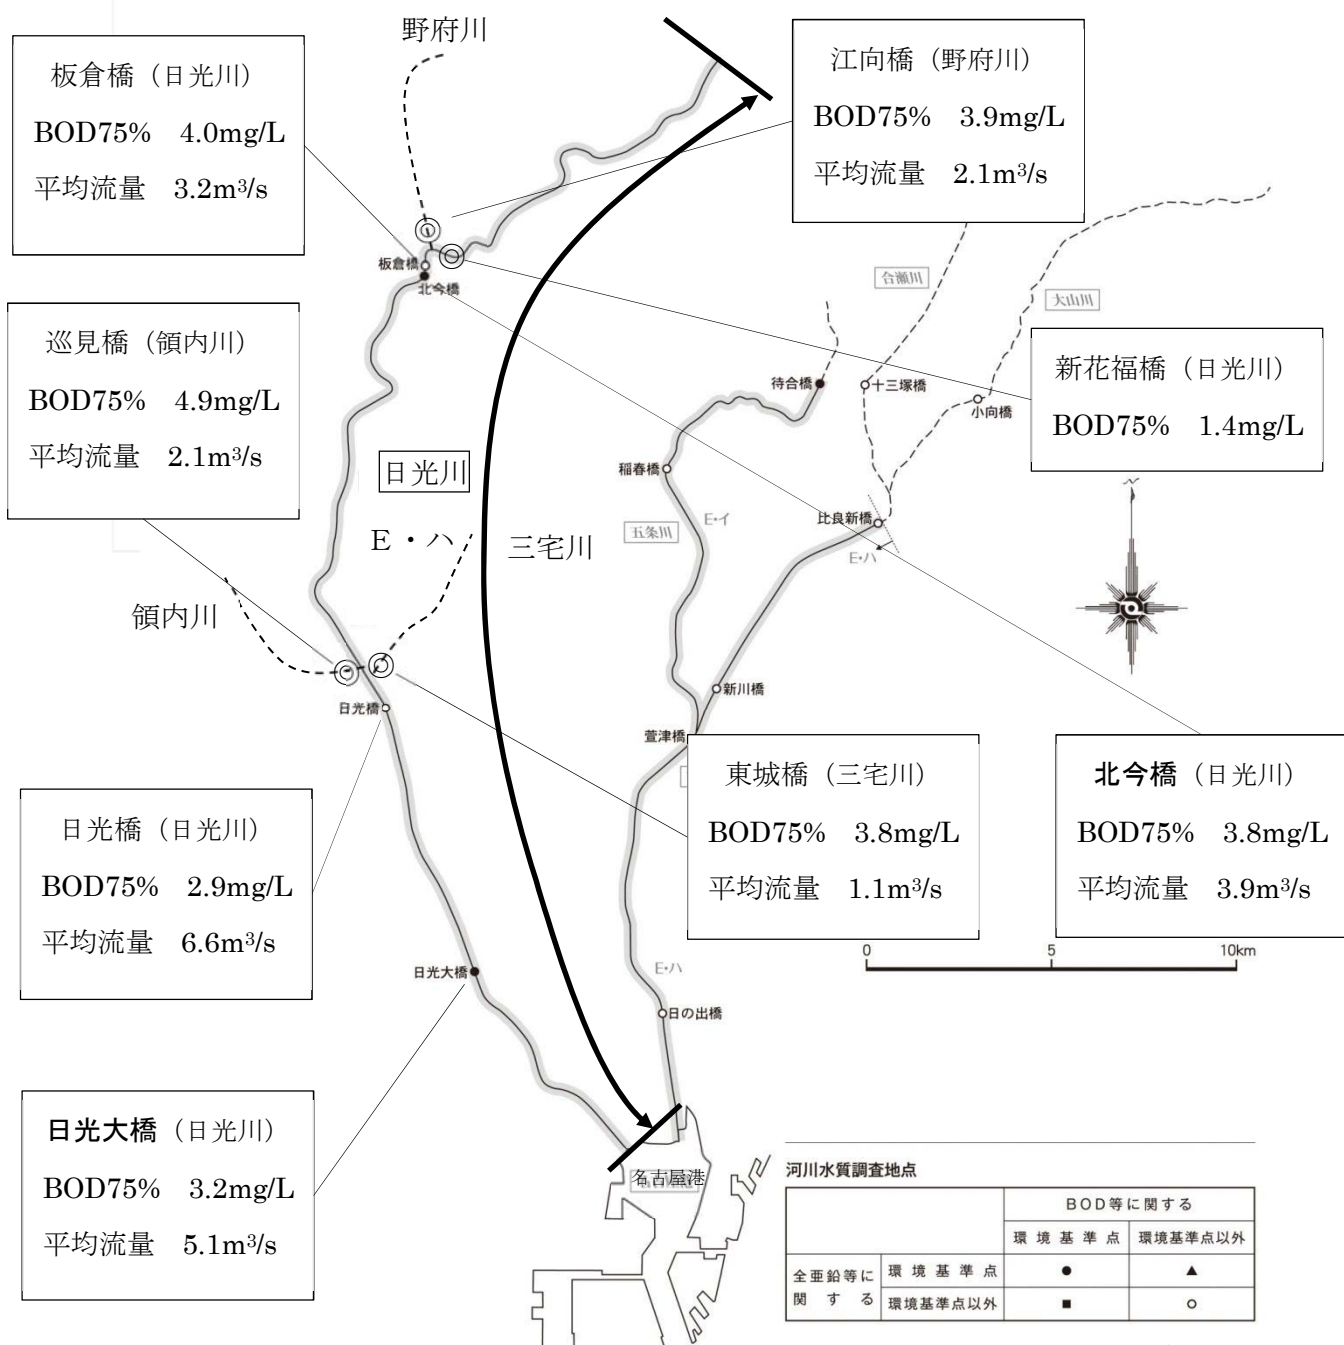 野府川
板倉橋（日光川）
BOD75% 4.0mg/L
平均流量 3.2m³/s
江向橋（野府川）
BOD75% 3.9mg/L
平均流量 2.1m³/s
板倉橋
北今橋
合瀬川
大山川
巡見橋（領内川）
BOD75% 4.9mg/L
平均流量 2.1m³/s
新花福橋（日光川）
BOD75% 1.4mg/L
待合橋
十三塚橋
小向橋
日光川
E・ハ
三宅川
領内川
稲春橋
五条川
E・イ
比良新橋
E・ハ
N
日光橋
新川橋
萱津橋
日光橋（日光川）
BOD75% 2.9mg/L
平均流量 6.6m³/s
東城橋（三宅川）
BOD75% 3.8mg/L
平均流量 1.1m³/s
北今橋（日光川）
BOD75% 3.8mg/L
平均流量 3.9m³/s
0 5 10km
日光大橋
E・ハ
日の出橋
日光大橋（日光川）
BOD75% 3.2mg/L
平均流量 5.1m³/s
名古屋港
河川水質調査地点
BOD等に関する
環境基準点 環境基準点以外
全亜鉛等に関する 環境基準点 ● ▲
環境基準点以外 ■ ○